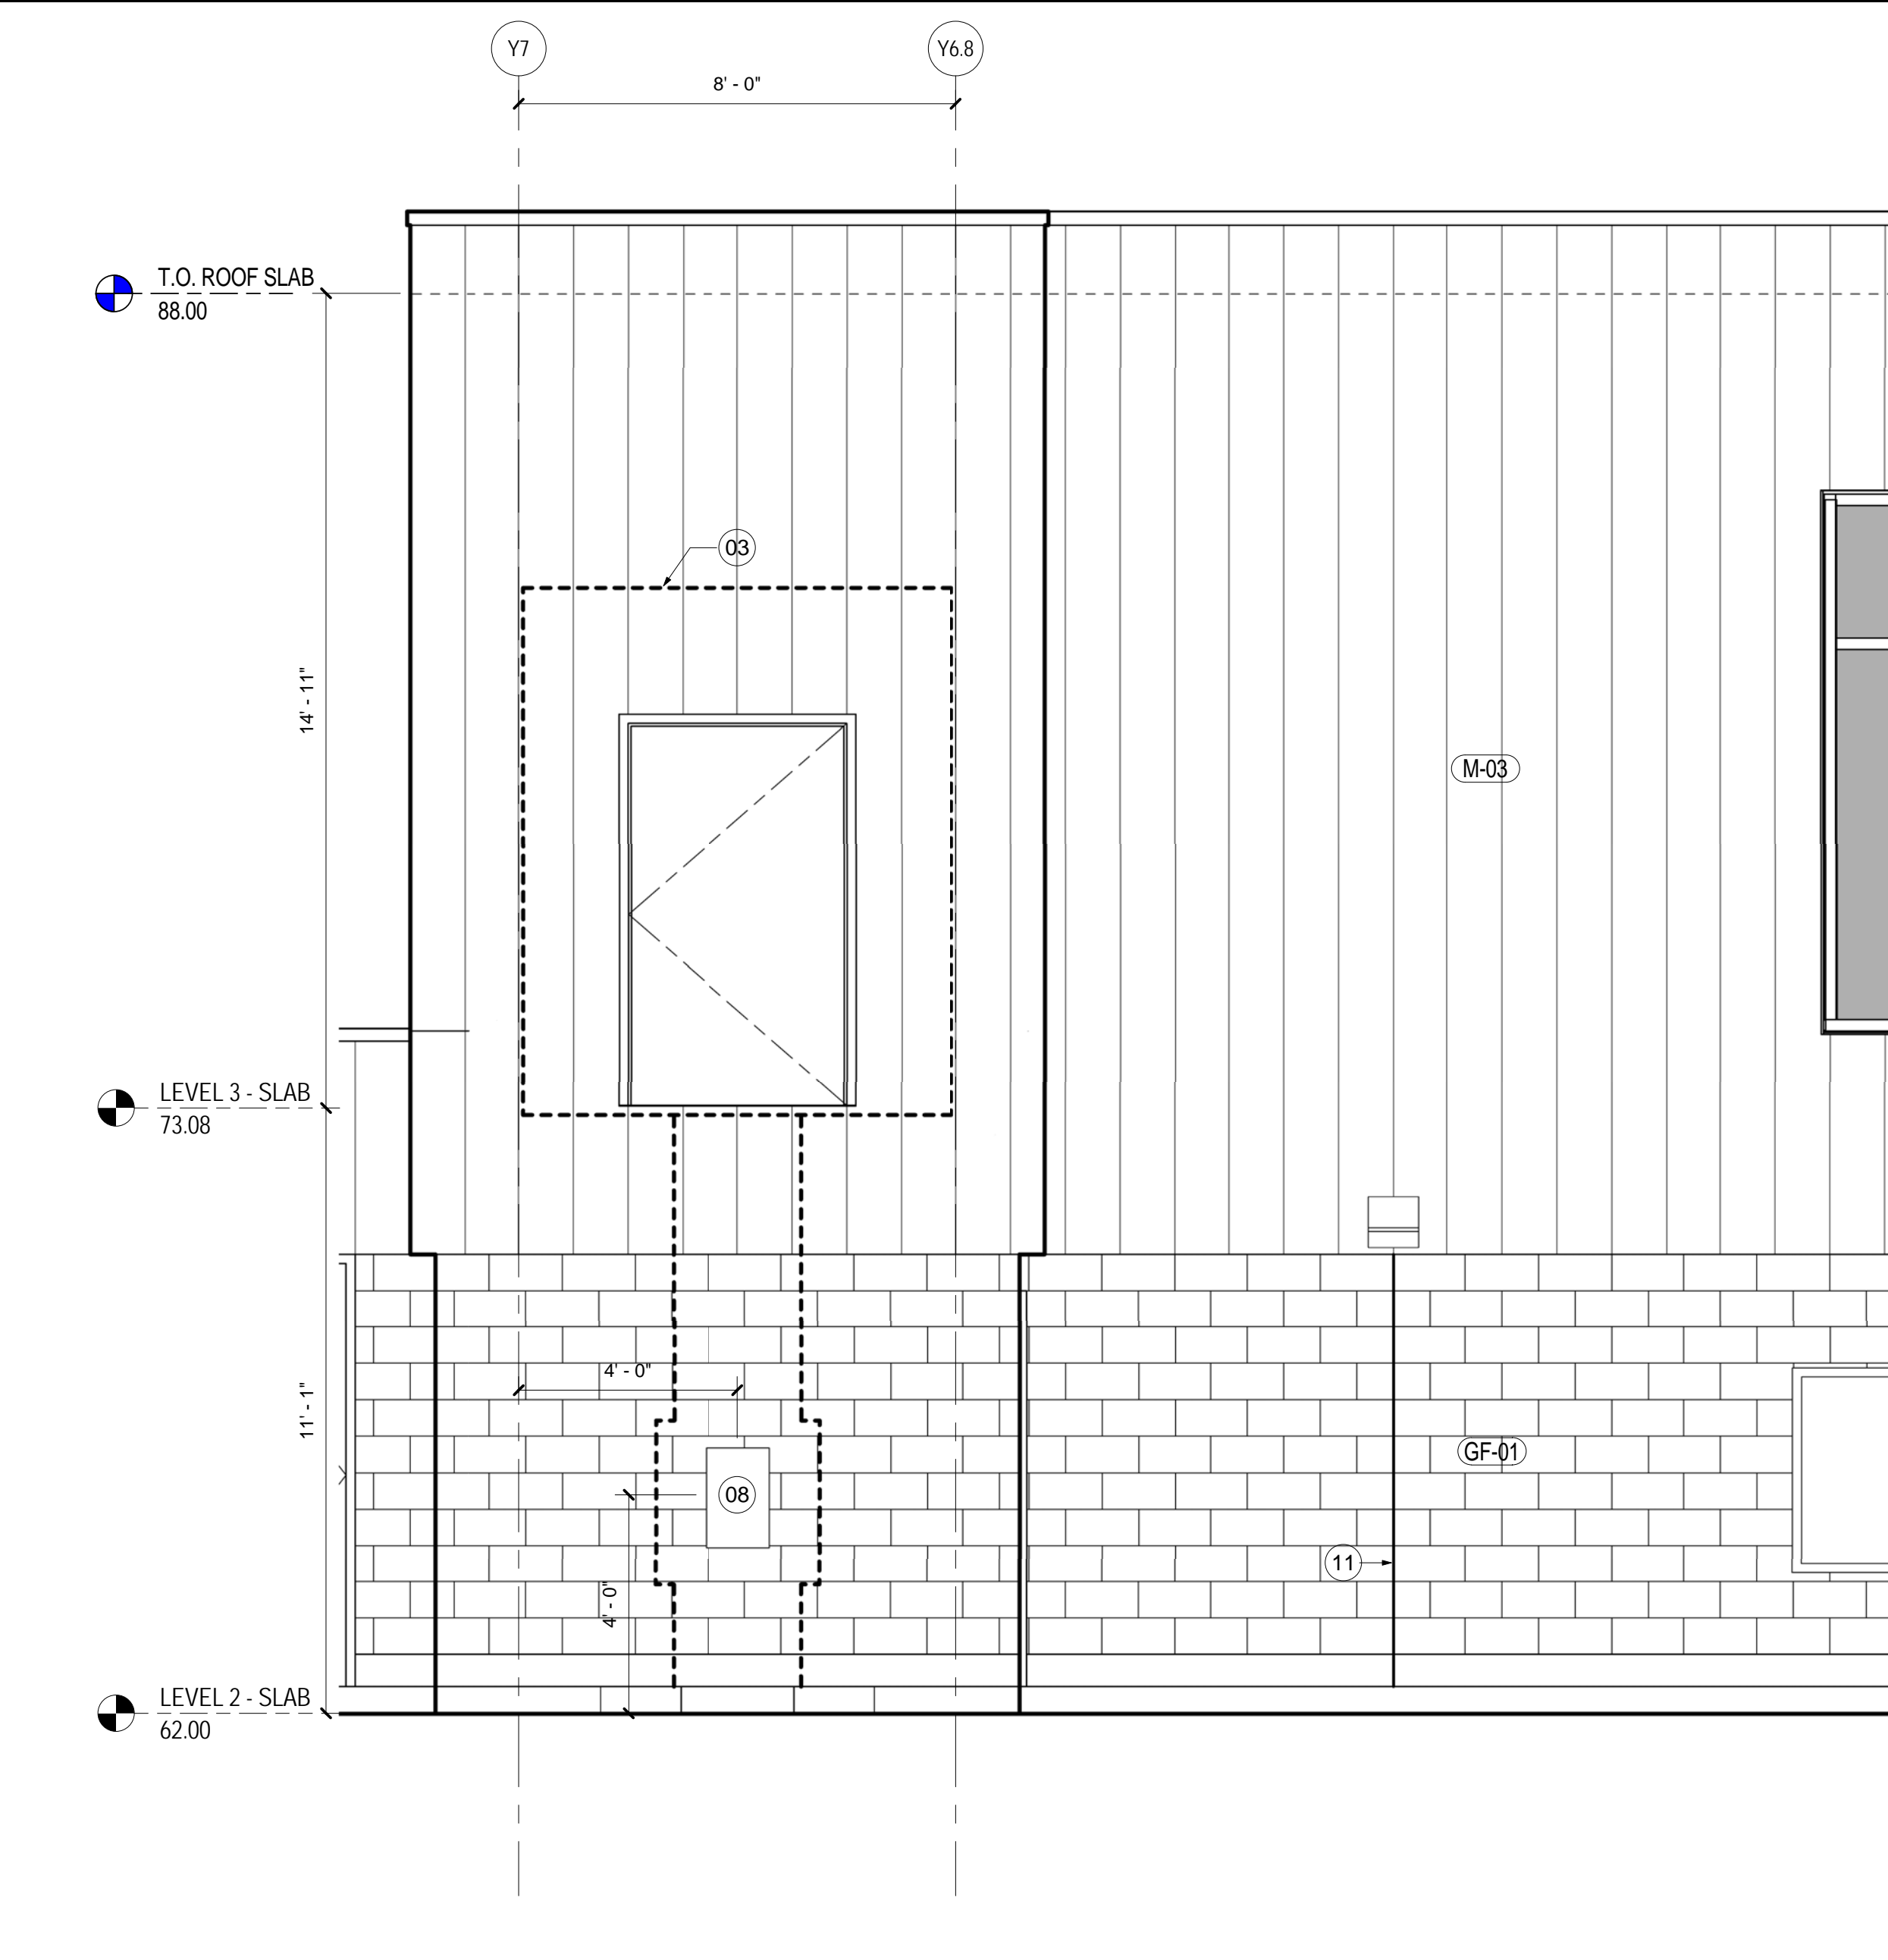 Y7
Y6.8
8' - 0"
T.O. ROOF SLAB
88.00
03
14' - 11"
M-03
LEVEL 3 - SLAB
73.08
4' - 0"
11' - 1"
GF-01
08
11
4' - 0"
LEVEL 2 - SLAB
62.00